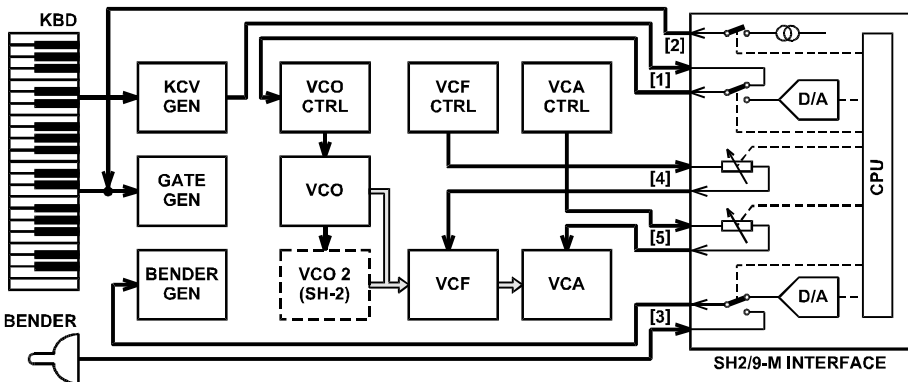 KBD
[2]
[1]
KCV
GEN
VCO
CTRL
VCF
CTRL
VCA
CTRL
D/A
CPU
GATE
GEN
VCO
[4]
[5]
BENDER
GEN
VCO 2
(SH-2)
VCF
VCA
D/A
[3]
BENDER
SH2/9-M INTERFACE